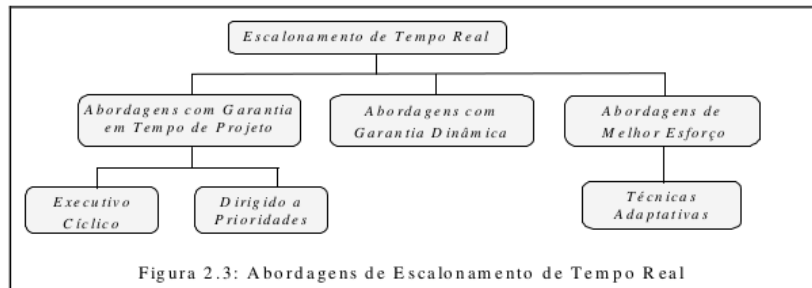 Escalonamento de Tempo Real
Abordagens com Garantia
em Tempo de Projeto
Abordagens com
Garantia Dinâmica
Abordagens de
Melhor Esforço
Executivo
Cíclico
Dirigido a
Prioridades
Técnicas
Adaptativas
Figura 2.3: Abordagens de Escalonamento de Tempo Real